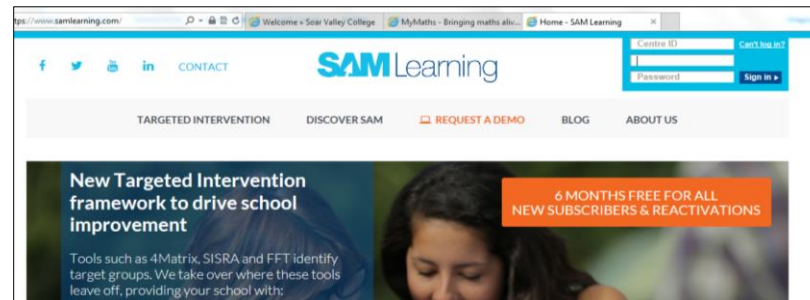 tps://www.samlearning.com/
Welcome » Soar Valley College
MyMaths - Bringing maths aliv...
Home - SAM Learning
CONTACT
SAM Learning
Centre ID
Can't log in?
Password
Sign in
TARGETED INTERVENTION
DISCOVER SAM
REQUEST A DEMO
BLOG
ABOUT US
New Targeted Intervention
framework to drive school
improvement
6 MONTHS FREE FOR ALL
NEW SUBSCRIBERS & REACTIVATIONS
Tools such as 4Matrix, SISRA and FFT identify
target groups. We take over where these tools
leave off, providing your school with: